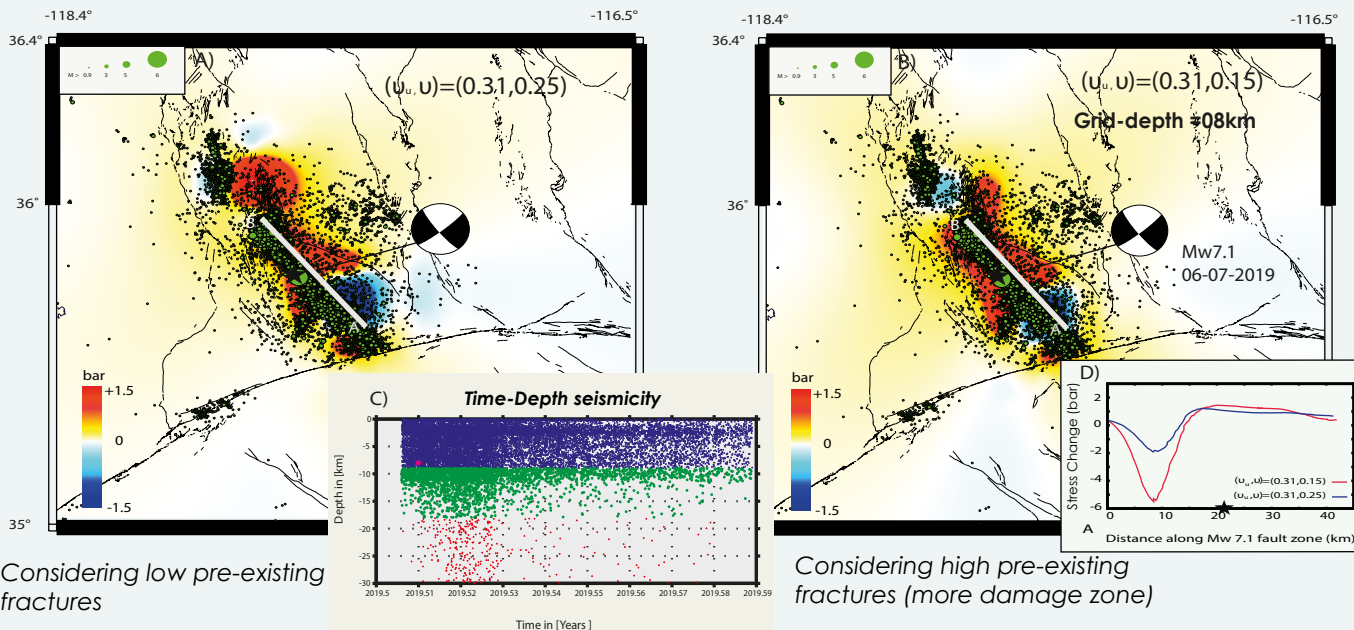 -118.4°
-116.5°
36.4°
A)
M > 0.9 3 5 6
(υu, υ)=(0.31,0.25)
36°
B
A
bar
+1.5
0
-1.5
35°
Considering low pre-existing
fractures
-118.4°
-116.5°
36.4°
B)
M > 0.9 3 5 6
(υu, υ)=(0.31,0.15)
Grid-depth =08km
36°
B
A
Mw7.1
06-07-2019
bar
+1.5
0
-1.5
Considering high pre-existing
fractures (more damage zone)
C)
Time-Depth seismicity
Depth in [km]
0
-5
-10
-15
-20
-25
-30
2019.5 2019.51 2019.52 2019.53 2019.54 2019.55 2019.56 2019.57 2019.58 2019.59
Time in [Years ]
D)
Stress Change (bar)
2
0
-2
-4
-6
(υu,υ)=(0.31,0.15)
(υu,υ)=(0.31,0.25)
0 10 20 30 40
A
Distance along Mw 7.1 fault zone (km)